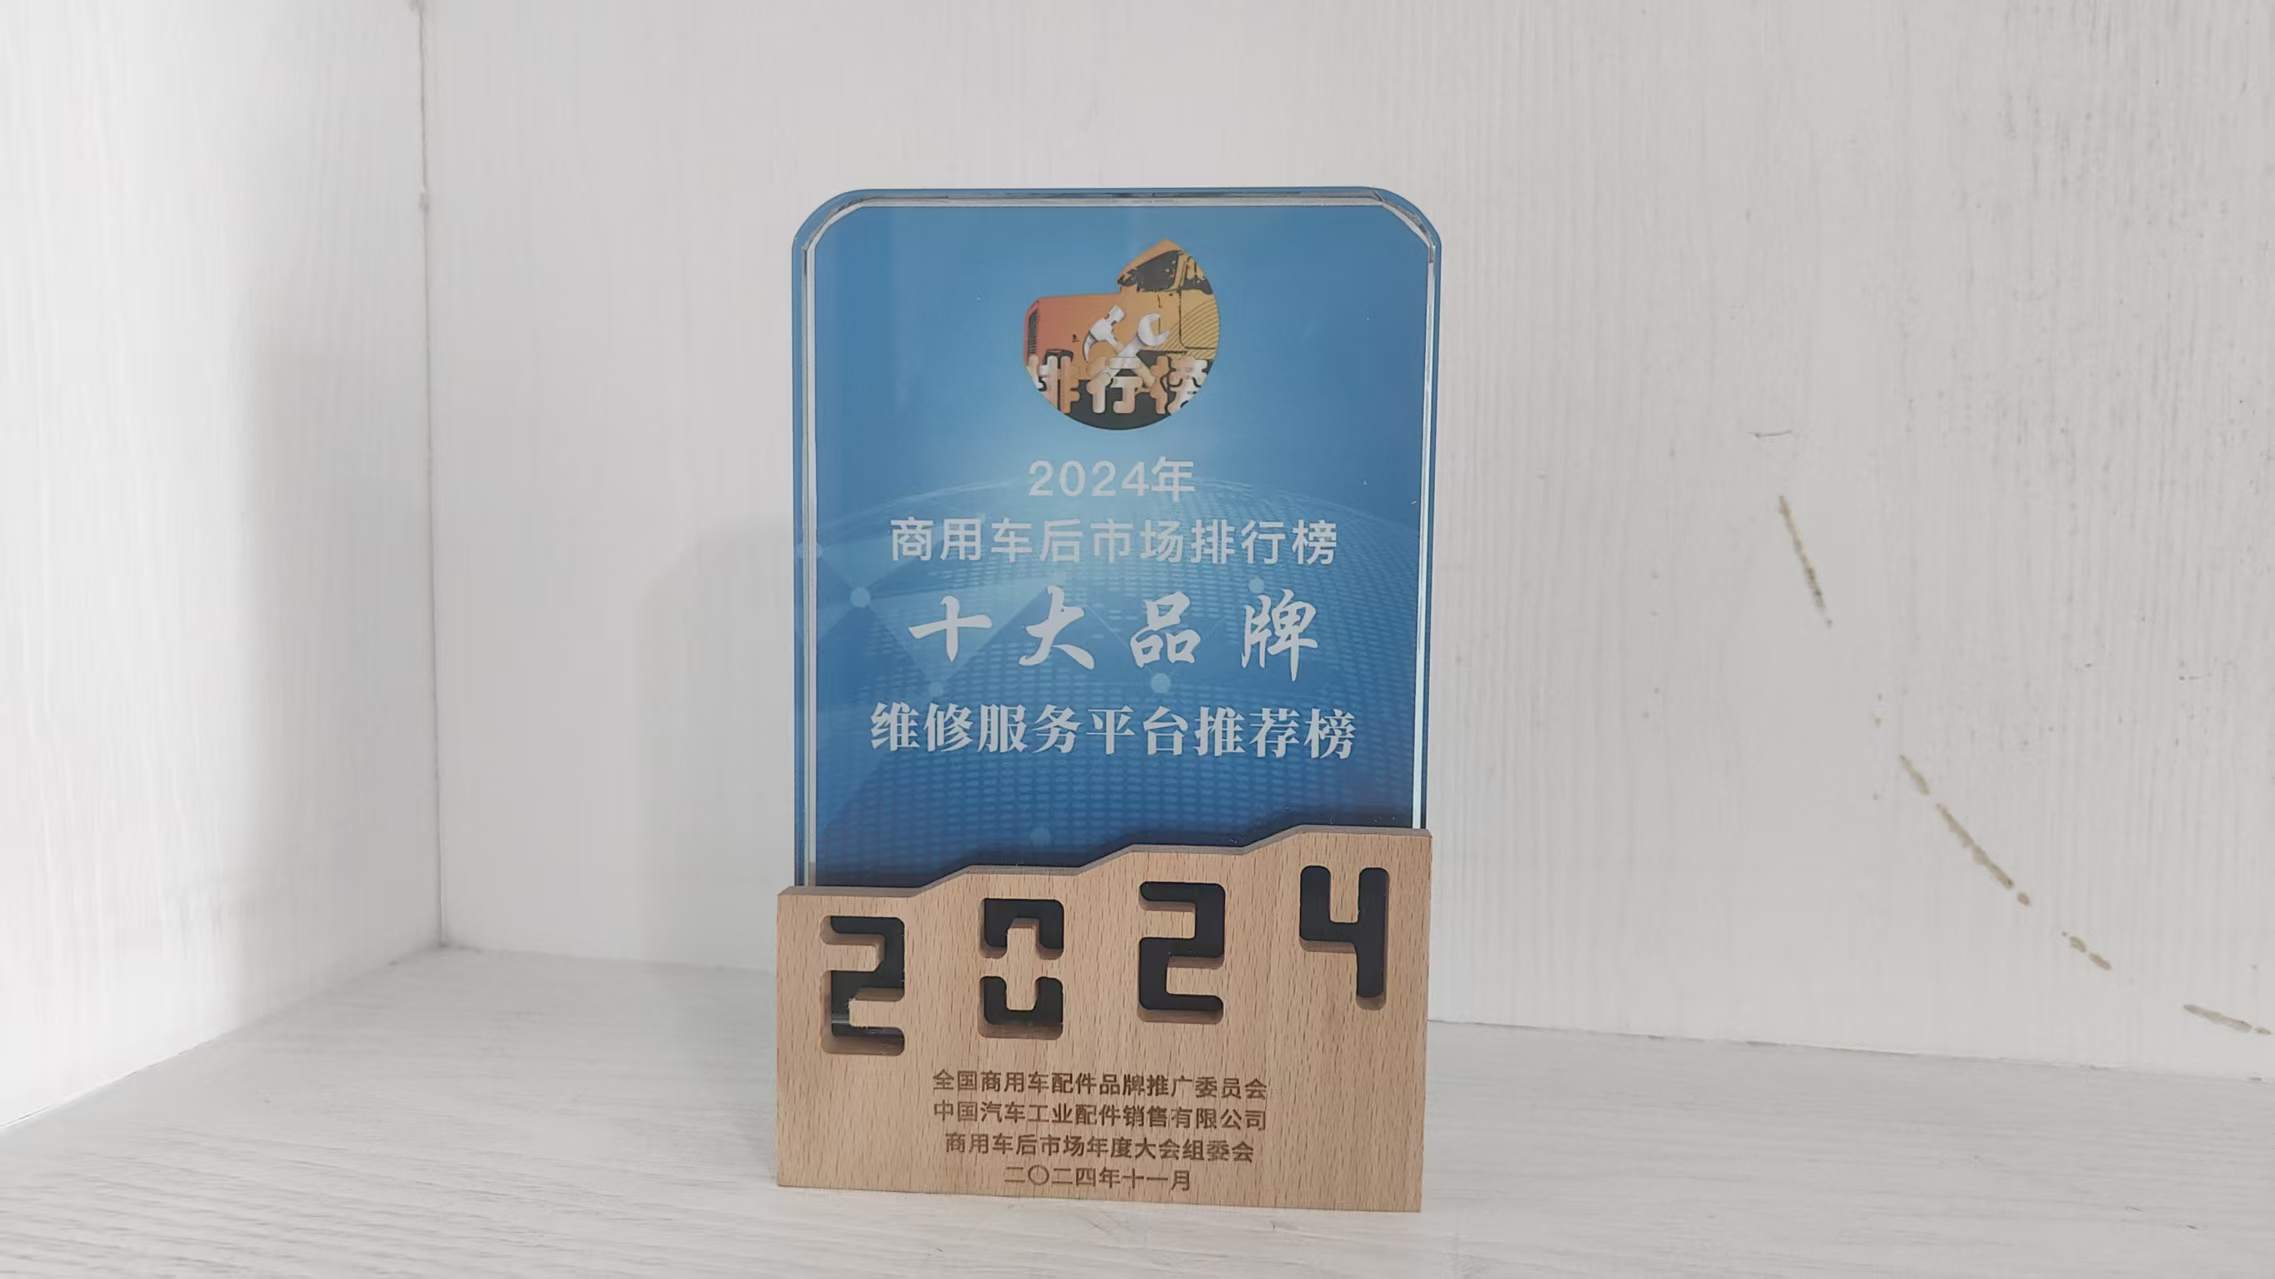 排行榜
2024年
商用车后市场排行榜
十大品牌
维修服务平台推荐榜
2024
全国商用车配件品牌推广委员会
中国汽车工业配件销售有限公司
商用车后市场年度大会组委会
二〇二四年十一月